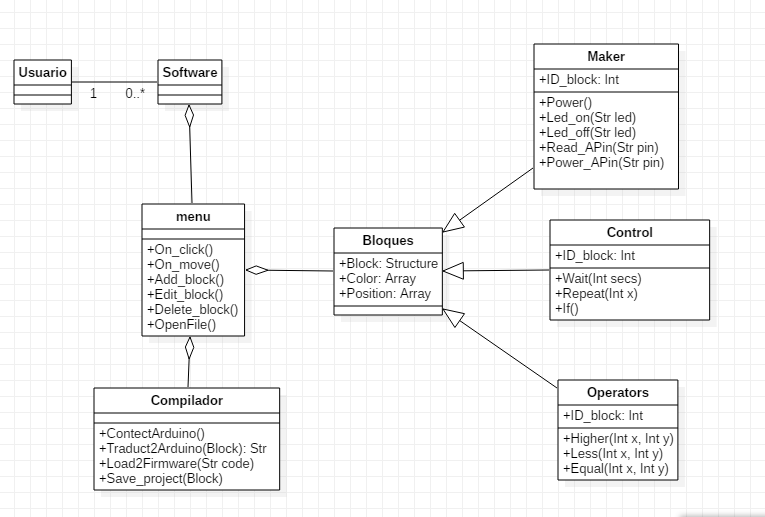 Usuario
1
0..*
Software
menu
+On_click()
+On_move()
+Add_block()
+Edit_block()
+Delete_block()
+OpenFile()
Compilador
+ContectArduino()
+Traduct2Arduino(Block): Str
+Load2Firmware(Str code)
+Save_project(Block)
Bloques
+Block: Structure
+Color: Array
+Position: Array
Maker
+ID_block: Int
+Power()
+Led_on(Str led)
+Led_off(Str led)
+Read_APin(Str pin)
+Power_APin(Str pin)
Control
+ID_block: Int
+Wait(Int secs)
+Repeat(Int x)
+If()
Operators
+ID_block: Int
+Higher(Int x, Int y)
+Less(Int x, Int y)
+Equal(Int x, Int y)